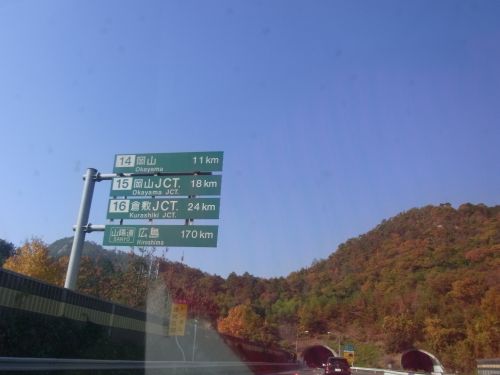 14 岡山 11 km
Okayama
15 岡山JCT. 18 km
Okayama JCT.
16 倉敷JCT. 24 km
Kurashiki JCT.
山陽道 広島 170 km
SANYO Hiroshima